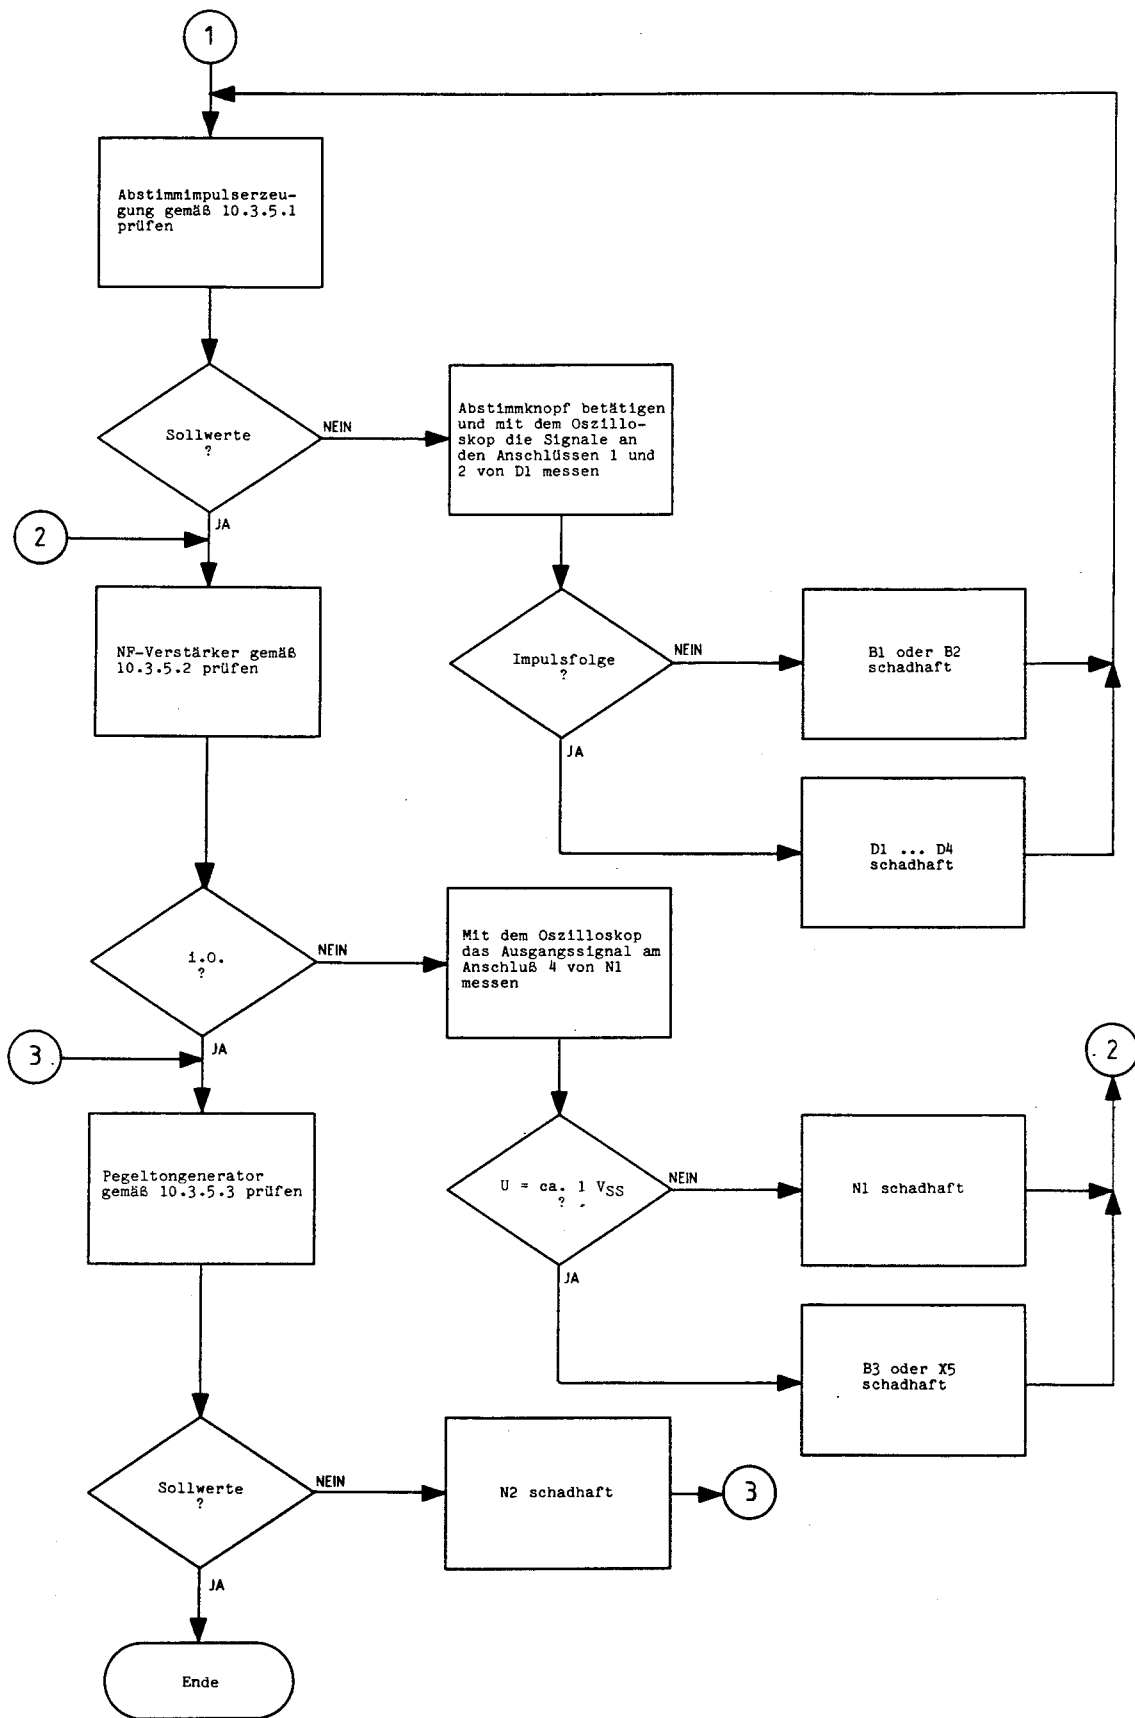 1
Abstimmimpulserzeu-
gung gemäß 10.3.5.1
prüfen
Sollwerte
?
NEIN
JA
Abstimmknopf betätigen
und mit dem Oszillo-
skop die Signale an
den Anschlüssen 1 und
2 von D1 messen
2
NF-Verstärker gemäß
10.3.5.2 prüfen
Impulsfolge
?
NEIN
JA
B1 oder B2
schadhaft
D1 ... D4
schadhaft
i.O.
?
NEIN
JA
Mit dem Oszilloskop
das Ausgangssignal am
Anschluß 4 von N1
messen
3
2
Pegeltongenerator
gemäß 10.3.5.3 prüfen
U = ca. 1 VSS
?
NEIN
JA
N1 schadhaft
B3 oder X5
schadhaft
Sollwerte
?
NEIN
JA
N2 schadhaft
3
Ende